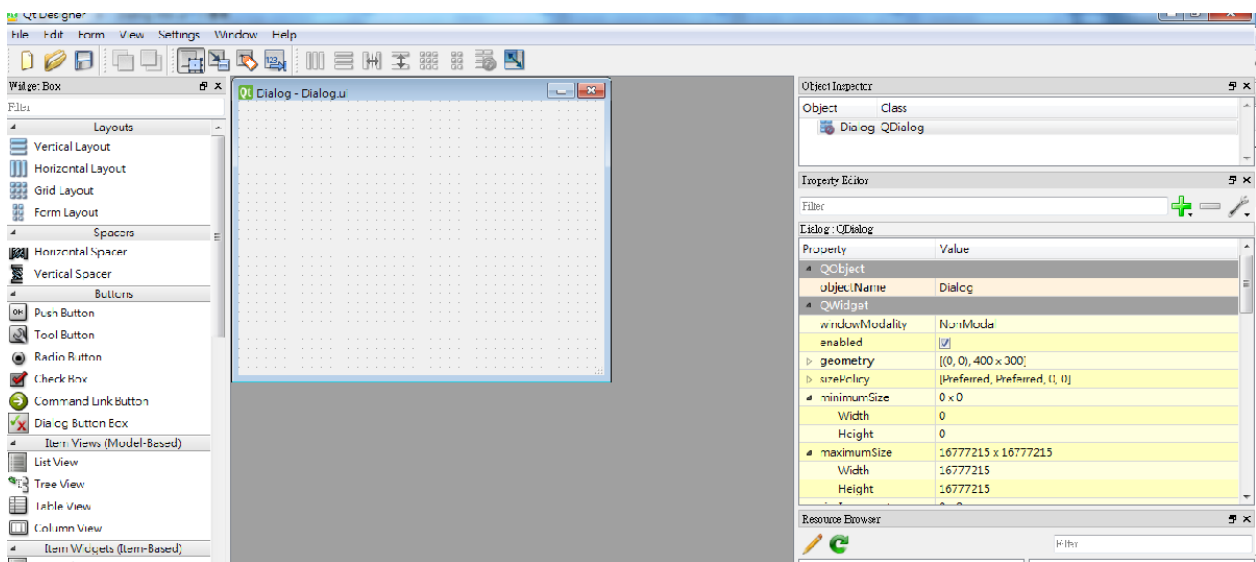 Qt Designer
File Edit Form View Settings Window Help
Widget Box
Filter
Layouts
Vertical Layout
Horizontal Layout
Grid Layout
Form Layout
Spacers
Horizontal Spacer
Vertical Spacer
Buttons
Push Button
Tool Button
Radio Button
Check Box
Command Link Button
Dialog Button Box
Item Views (Model-Based)
List View
Tree View
Table View
Column View
Item Widgets (Item-Based)
Qt Dialog - Dialog.ui
Object Inspector
Object Class
Dialog QDialog
Property Editor
Filter
Dialog : QDialog
Property Value
QObject
objectName Dialog
QWidget
windowModality NonModal
enabled
geometry [(0, 0), 400 x 300]
sizePolicy [Preferred, Preferred, 0, 0]
minimumSize 0 x 0
Width 0
Height 0
maximumSize 16777215 x 16777215
Width 16777215
Height 16777215
Resource Browser
Filter